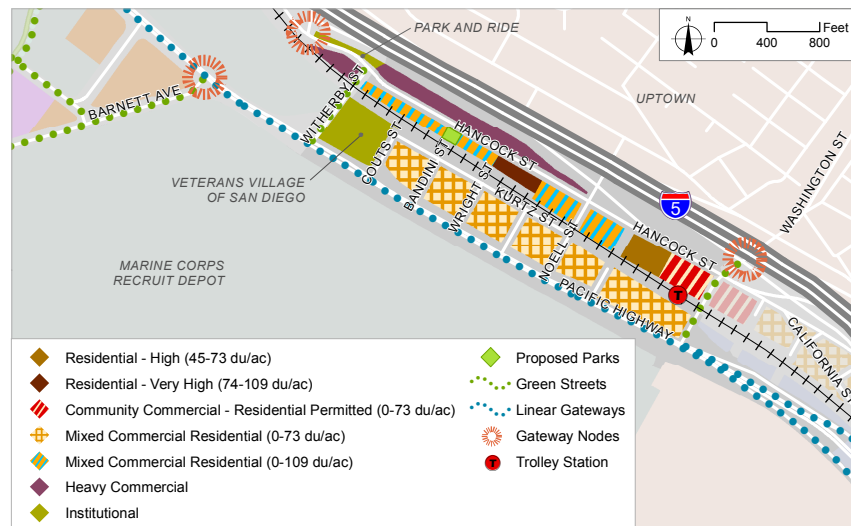 PARK AND RIDE
N
Feet
0 400 800
BARNETT AVE
UPTOWN
WITHERBY ST
COUTS ST
HANCOCK ST
BANDINI ST
WRIGHT ST
KURTZ ST
NOELL ST
WASHINGTON ST
5
VETERANS VILLAGE
OF SAN DIEGO
HANCOCK ST
MARINE CORPS
RECRUIT DEPOT
PACIFIC HIGHWAY
T
CALIFORNIA ST
Residential - High (45-73 du/ac)
Residential - Very High (74-109 du/ac)
Community Commercial - Residential Permitted (0-73 du/ac)
Mixed Commercial Residential (0-73 du/ac)
Mixed Commercial Residential (0-109 du/ac)
Heavy Commercial
Institutional
Proposed Parks
Green Streets
Linear Gateways
Gateway Nodes
T Trolley Station